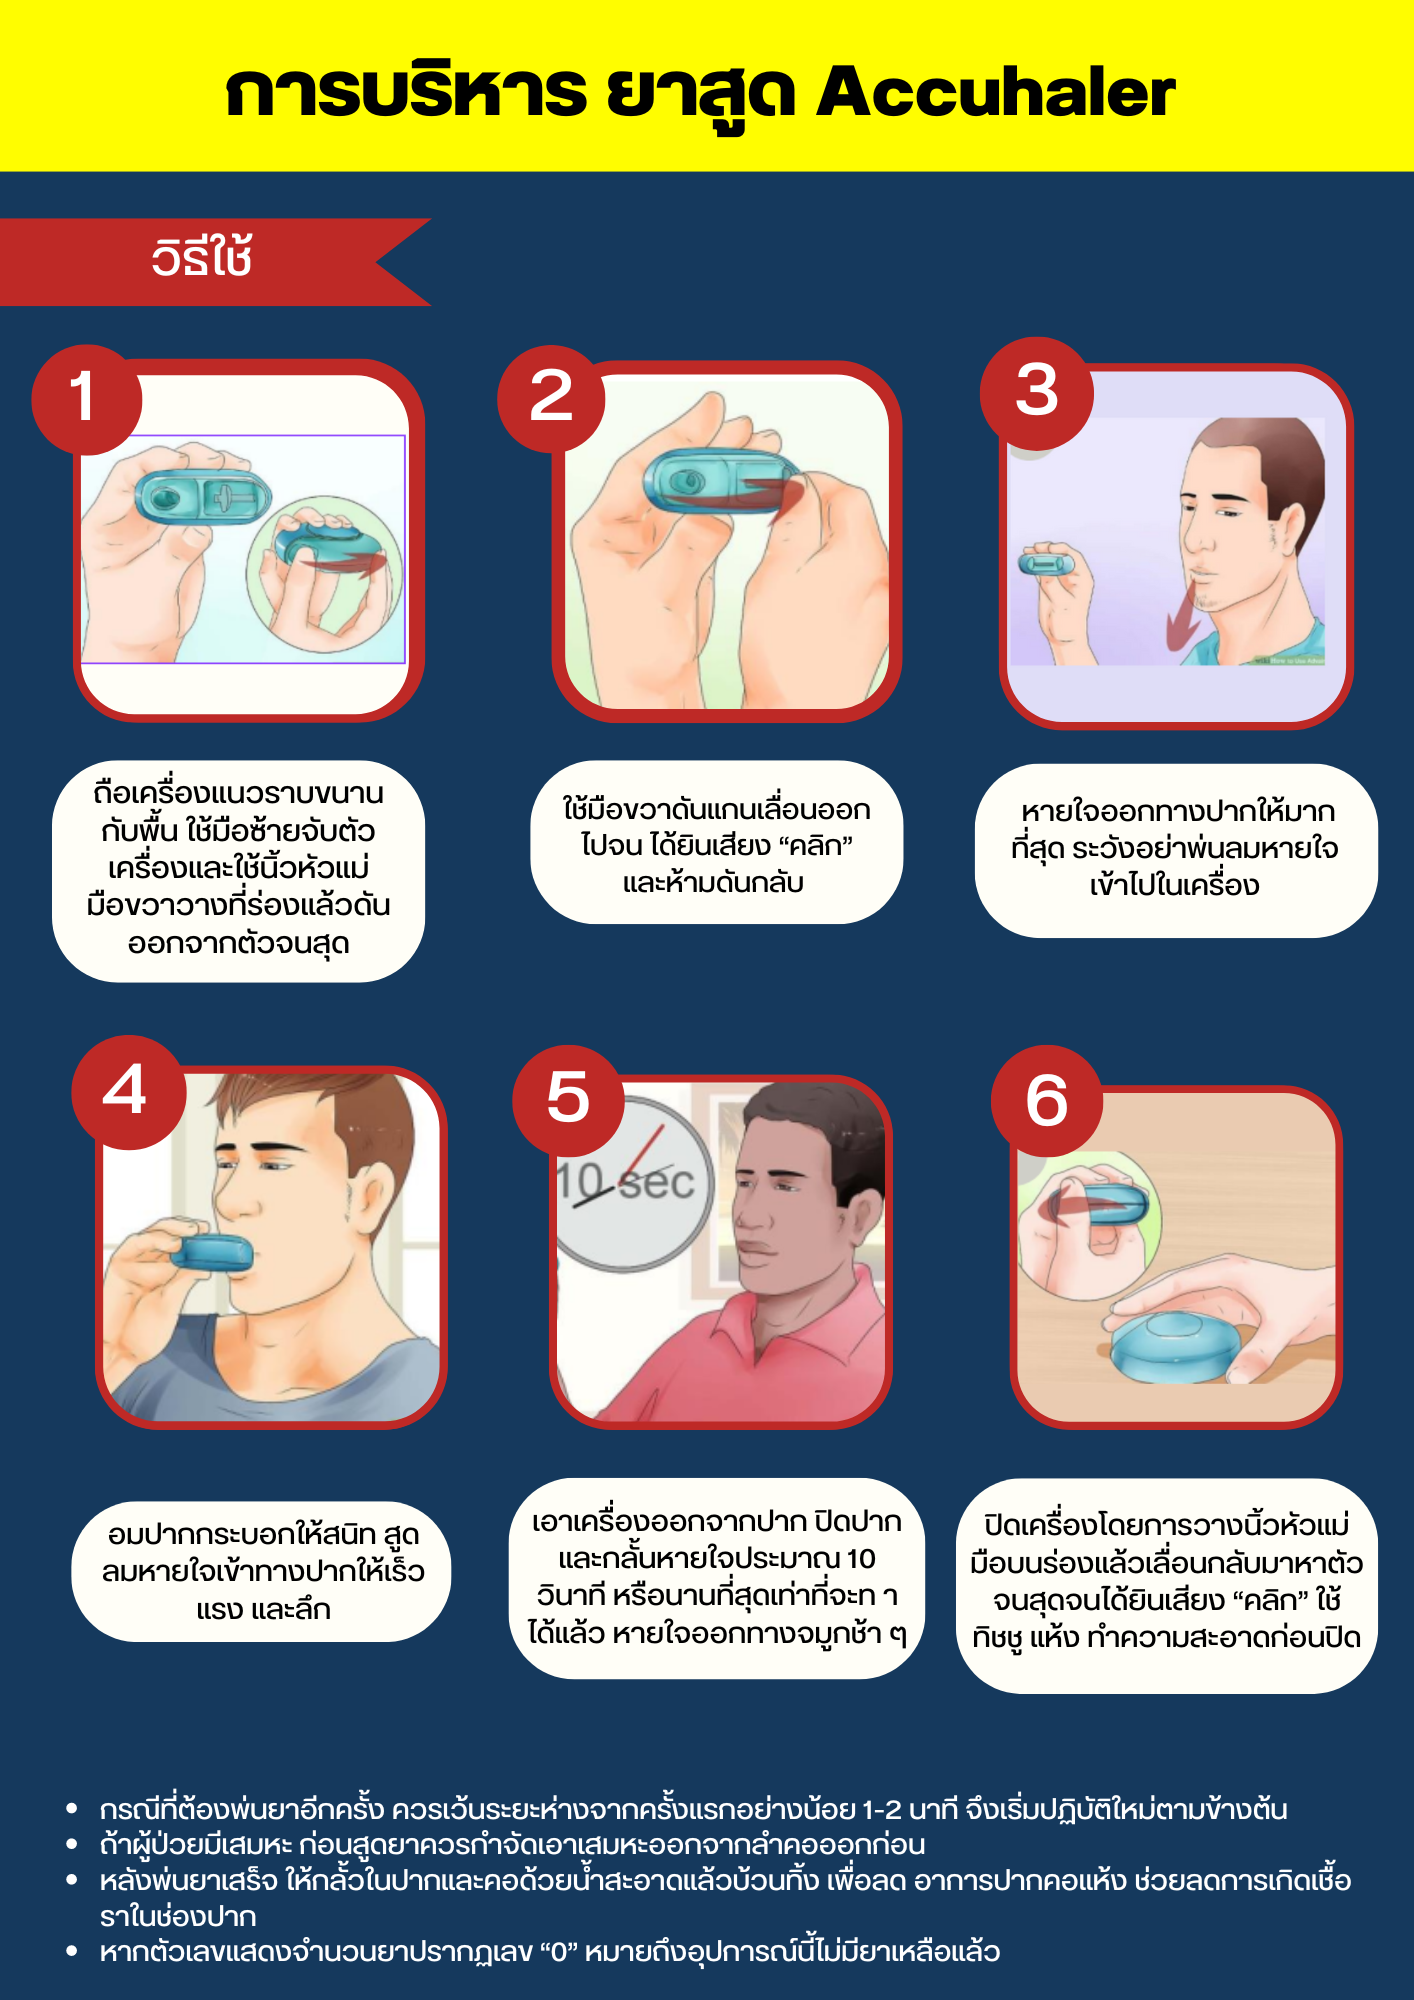 การบริหาร ยาสูด Accuhaler
วิธีใช้
1
2
3
ถือเครื่องแนวราบขนาน
กับพื้น ใช้มือซ้ายจับตัว
เครื่องและใช้นิ้วหัวแม่
มือขวาวางที่ร่องแล้วดัน
ออกจากตัวจนสุด
ใช้มือขวาดันแกนเลื่อนออก
ไปจน ได้ยินเสียง “คลิก”
และห้ามดันกลับ
หายใจออกทางปากให้มาก
ที่สุด ระวังอย่าพ่นลมหายใจ
เข้าไปในเครื่อง
4
5
10 sec
6
อมปากกระบอกให้สนิท สูด
ลมหายใจเข้าทางปากให้เร็ว
แรง และลึก
เอาเครื่องออกจากปาก ปิดปาก
และกลั้นหายใจประมาณ 10
วินาที หรือนานที่สุดเท่าที่จะท า
ได้แล้ว หายใจออกทางจมูกช้า ๆ
ปิดเครื่องโดยการวางนิ้วหัวแม่
มือบนร่องแล้วเลื่อนกลับมาหาตัว
จนสุดจนได้ยินเสียง “คลิก” ใช้
ทิชชู แห้ง ทำความสะอาดก่อนปิด
• กรณีที่ต้องพ่นยาอีกครั้ง ควรเว้นระยะห่างจากครั้งแรกอย่างน้อย 1-2 นาที จึงเริ่มปฏิบัติใหม่ตามข้างต้น
• ถ้าผู้ป่วยมีเสมหะ ก่อนสูดยาควรกำจัดเอาเสมหะออกจากลำคอออกก่อน
• หลังพ่นยาเสร็จ ให้กลั้วในปากและคอด้วยน้ำสะอาดแล้วบ้วนทิ้ง เพื่อลด อาการปากคอแห้ง ช่วยลดการเกิดเชื้อ
ราในช่องปาก
• หากตัวเลขแสดงจำนวนยาปรากฏเลข “0” หมายถึงอุปการณ์นี้ไม่มียาเหลือแล้ว